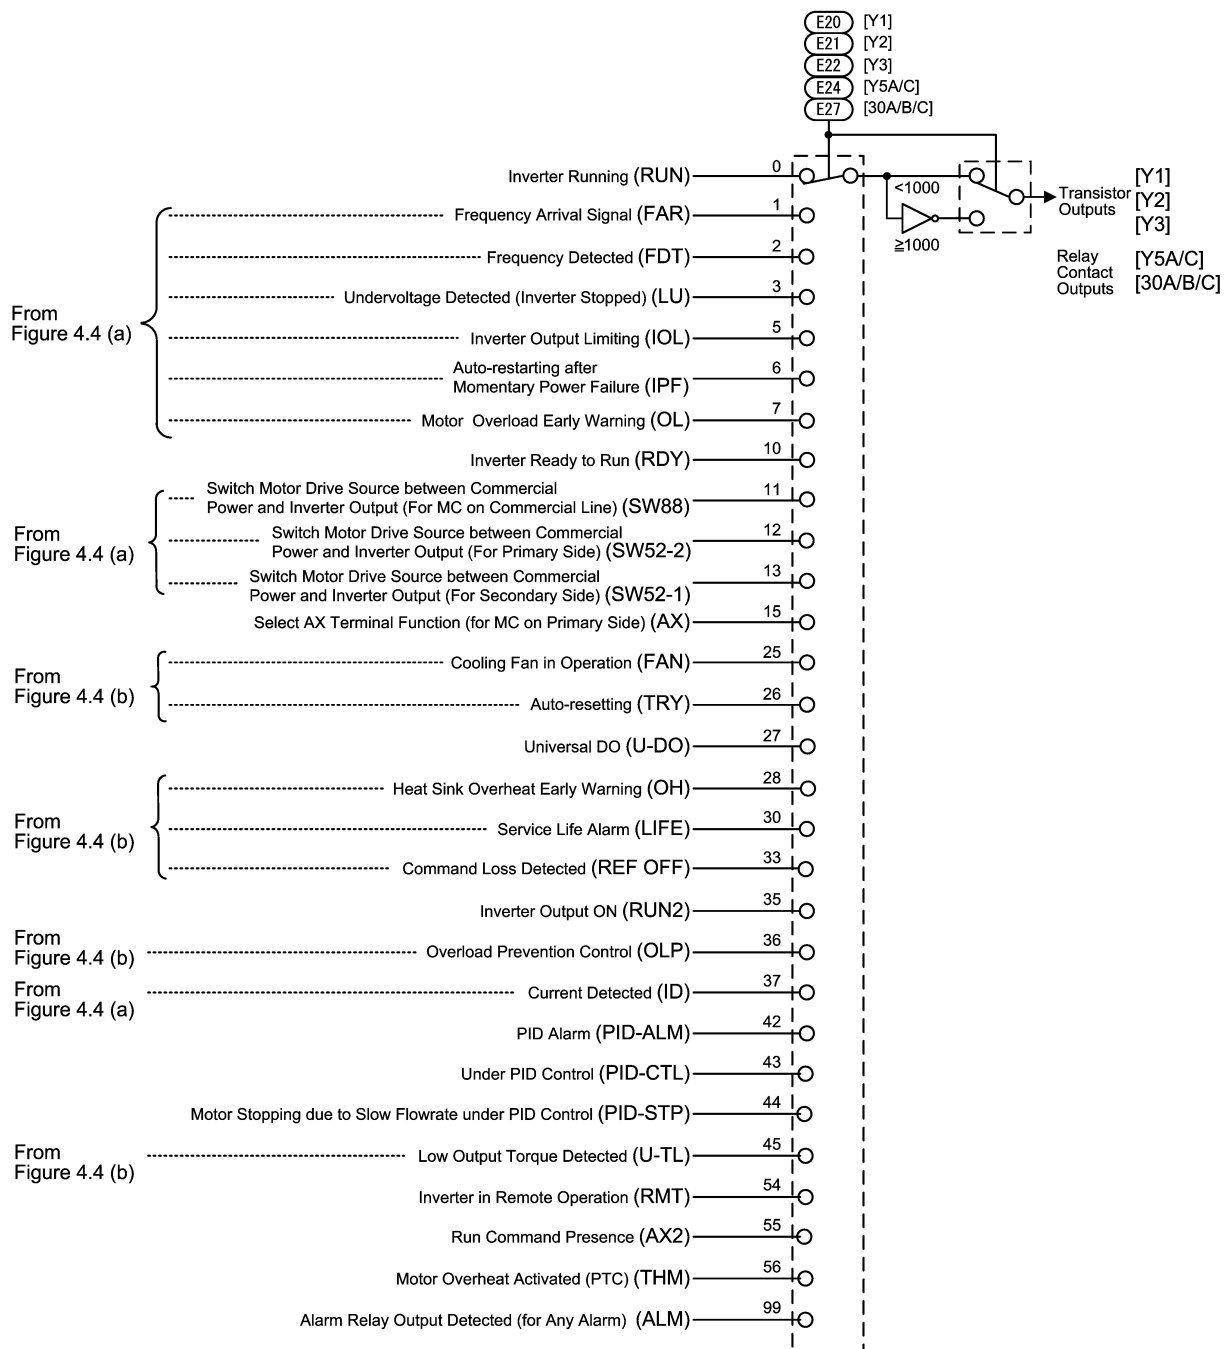 E20 [Y1]
E21 [Y2]
E22 [Y3]
E24 [Y5A/C]
E27 [30A/B/C]
Inverter Running (RUN) 0
<1000
≧1000
Transistor
Outputs
[Y1]
[Y2]
[Y3]
Relay
Contact
Outputs
[Y5A/C]
[30A/B/C]
From
Figure 4.4 (a)
Frequency Arrival Signal (FAR) 1
Frequency Detected (FDT) 2
Undervoltage Detected (Inverter Stopped) (LU) 3
Inverter Output Limiting (IOL) 5
Auto-restarting after
Momentary Power Failure (IPF) 6
Motor Overload Early Warning (OL) 7
Inverter Ready to Run (RDY) 10
From
Figure 4.4 (a)
Switch Motor Drive Source between Commercial
Power and Inverter Output (For MC on Commercial Line) (SW88) 11
Switch Motor Drive Source between Commercial
Power and Inverter Output (For Primary Side) (SW52-2) 12
Switch Motor Drive Source between Commercial
Power and Inverter Output (For Secondary Side) (SW52-1) 13
Select AX Terminal Function (for MC on Primary Side) (AX) 15
From
Figure 4.4 (b)
Cooling Fan in Operation (FAN) 25
Auto-resetting (TRY) 26
Universal DO (U-DO) 27
From
Figure 4.4 (b)
Heat Sink Overheat Early Warning (OH) 28
Service Life Alarm (LIFE) 30
Command Loss Detected (REF OFF) 33
Inverter Output ON (RUN2) 35
From
Figure 4.4 (b)
Overload Prevention Control (OLP) 36
From
Figure 4.4 (a)
Current Detected (ID) 37
PID Alarm (PID-ALM) 42
Under PID Control (PID-CTL) 43
Motor Stopping due to Slow Flowrate under PID Control (PID-STP) 44
From
Figure 4.4 (b)
Low Output Torque Detected (U-TL) 45
Inverter in Remote Operation (RMT) 54
Run Command Presence (AX2) 55
Motor Overheat Activated (PTC) (THM) 56
Alarm Relay Output Detected (for Any Alarm) (ALM) 99